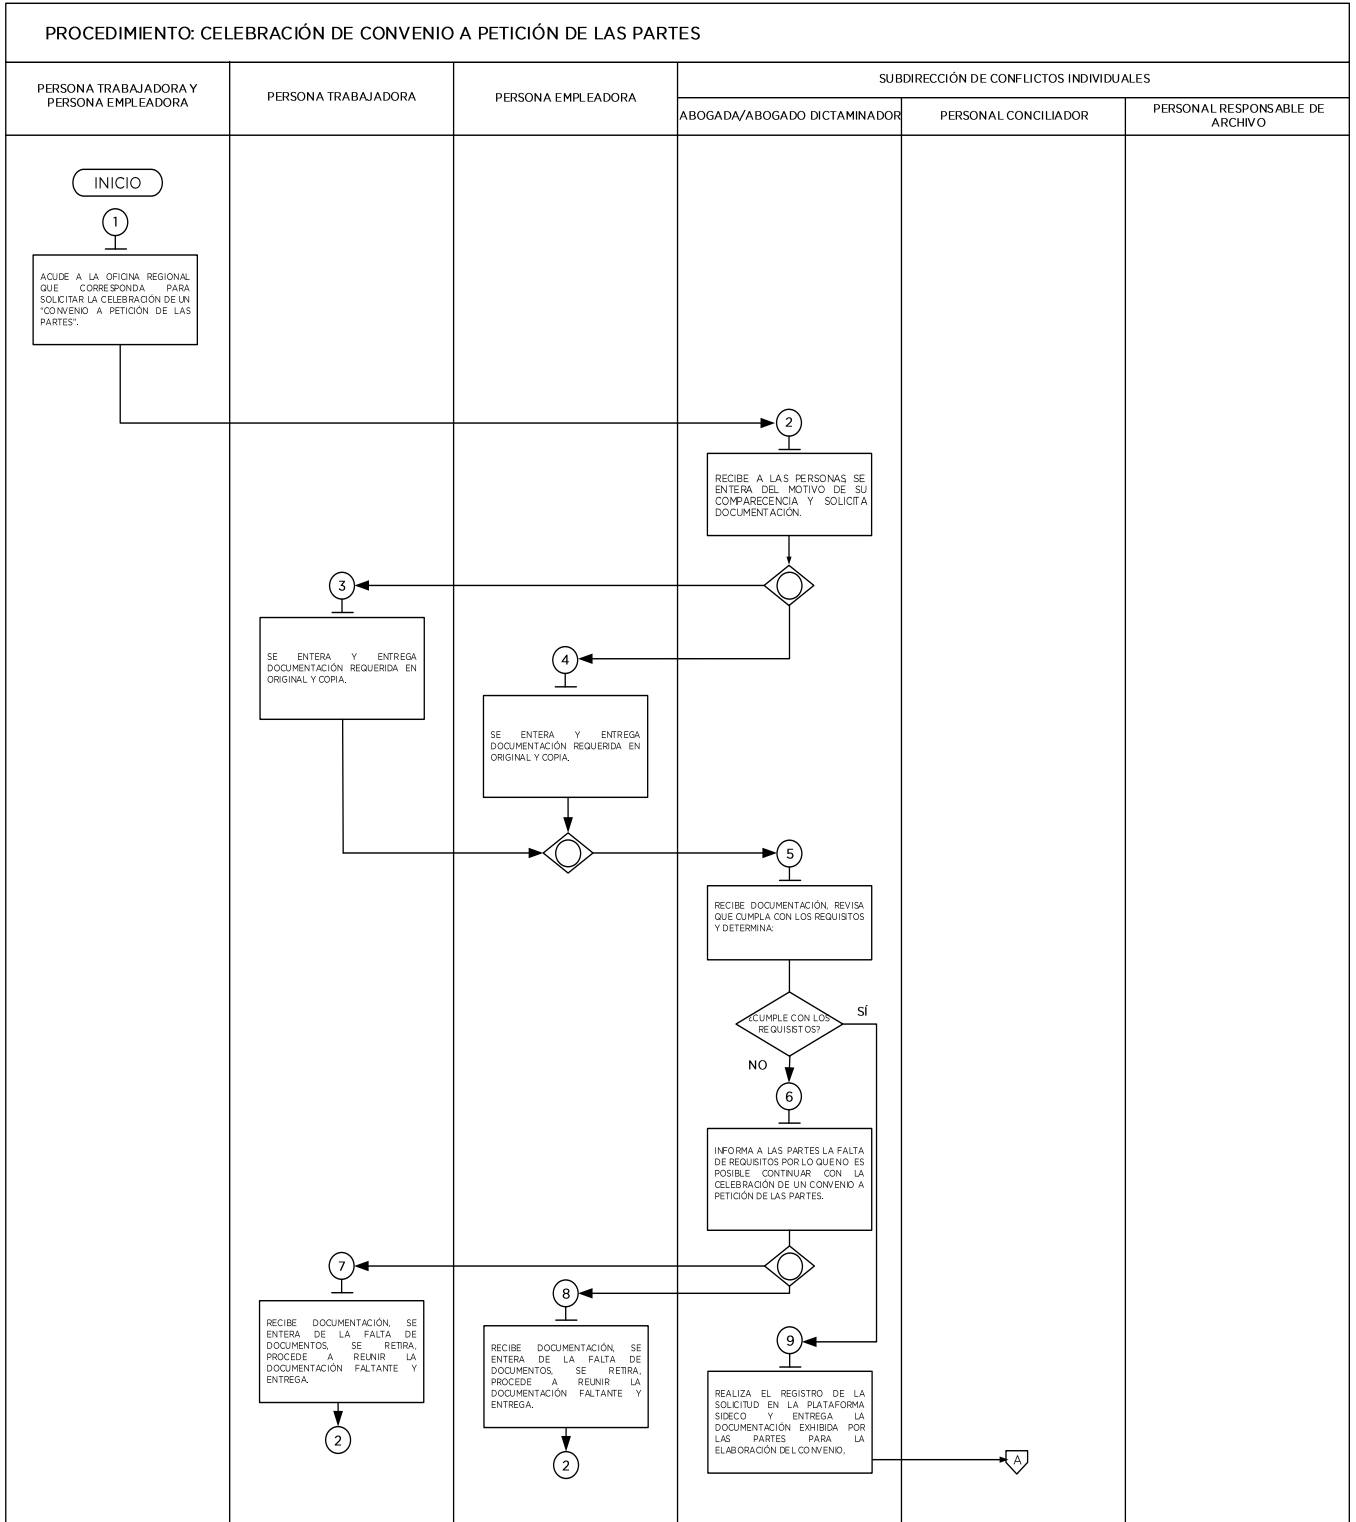 PROCEDIMIENTO: CELEBRACIÓN DE CONVENIO A PETICIÓN DE LAS PARTES
PERSONA TRABAJADORA Y
PERSONA EMPLEADORA
PERSONA TRABAJADORA
PERSONA EMPLEADORA
SUBDIRECCIÓN DE CONFLICTOS INDIVIDUALES
ABOGADA/ABOGADO DICTAMINADOR
PERSONAL CONCILIADOR
PERSONAL RESPONSABLE DE
ARCHIVO
INICIO
1
ACUDE A LA OFICINA REGIONAL
QUE CORRESPONDA PARA
SOLICITAR LA CELEBRACIÓN DE UN
"CONVENIO A PETICIÓN DE LAS
PARTES".
2
RECIBE A LAS PERSONAS, SE
ENTERA DEL MOTIVO DE SU
COMPARECENCIA Y SOLICITA
DOCUMENTACIÓN.
3
SE ENTERA Y ENTREGA
DOCUMENTACIÓN REQUERIDA EN
ORIGINAL Y COPIA.
4
SE ENTERA Y ENTREGA
DOCUMENTACIÓN REQUERIDA EN
ORIGINAL Y COPIA.
5
RECIBE DOCUMENTACIÓN, REVISA
QUE CUMPLA CON LOS REQUISITOS
Y DETERMINA:
¿CUMPLE CON LOS
REQUISISTOS?
SÍ
NO
6
INFORMA A LAS PARTES LA FALTA
DE REQUISITOS POR LO QUE NO ES
POSIBLE CONTINUAR CON LA
CELEBRACIÓN DE UN CONVENIO A
PETICIÓN DE LAS PARTES.
7
RECIBE DOCUMENTACIÓN, SE
ENTERA DE LA FALTA DE
DOCUMENTOS, SE RETIRA,
PROCEDE A REUNIR LA
DOCUMENTACIÓN FALTANTE Y
ENTREGA.
2
8
RECIBE DOCUMENTACIÓN, SE
ENTERA DE LA FALTA DE
DOCUMENTOS, SE RETIRA,
PROCEDE A REUNIR LA
DOCUMENTACIÓN FALTANTE Y
ENTREGA.
2
9
REALIZA EL REGISTRO DE LA
SOLICITUD EN LA PLATAFORMA
SIDECO Y ENTREGA LA
DOCUMENTACIÓN EXHIBIDA POR
LAS PARTES PARA LA
ELABORACIÓN DEL CONVENIO,
A